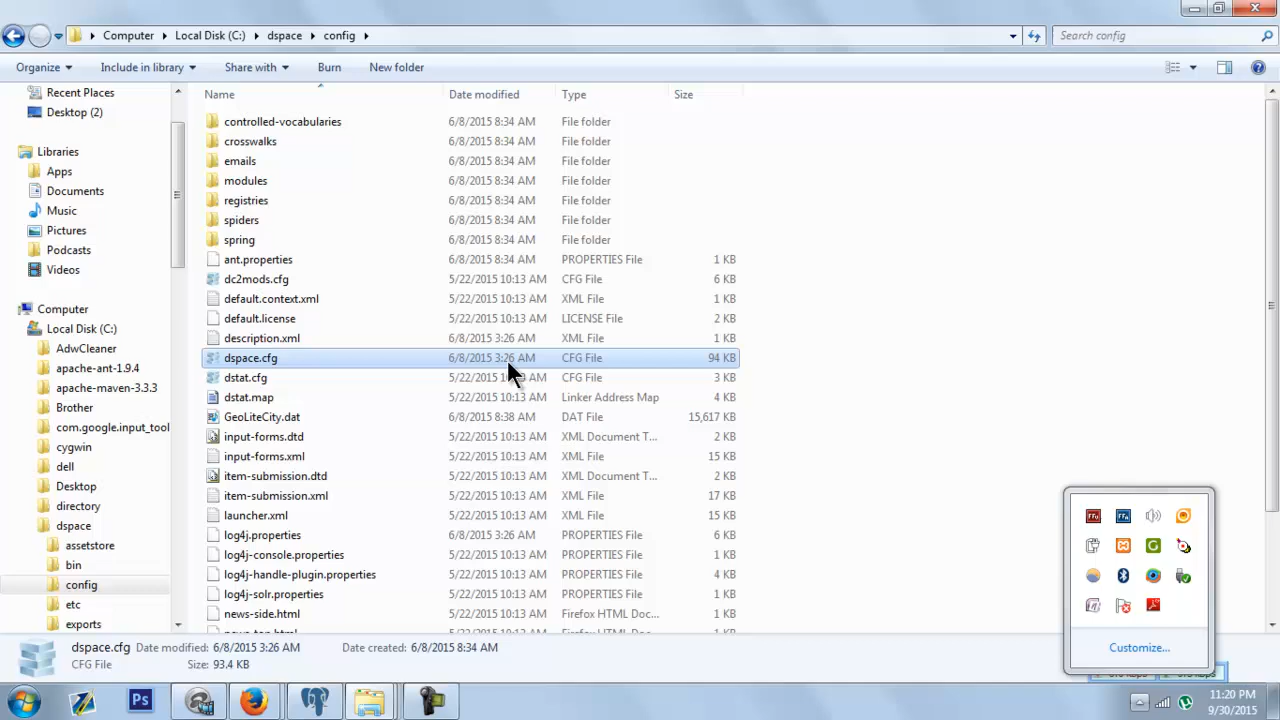 Computer Local Disk (C:) dspace config Search config
Organize Include in library Share with Burn New folder
Name Date modified Type Size
Recent Places
Desktop (2)
Libraries
Apps
Documents
Music
Pictures
Podcasts
Videos
Computer
Local Disk (C:)
AdwCleaner
apache-ant-1.9.4
apache-maven-3.3.3
Brother
com.google.input_tool
cygwin
dell
Desktop
directory
dspace
assetstore
bin
config
etc
exports
controlled-vocabularies 6/8/2015 8:34 AM File folder
crosswalks 6/8/2015 8:34 AM File folder
emails 6/8/2015 8:34 AM File folder
modules 6/8/2015 8:34 AM File folder
registries 6/8/2015 8:34 AM File folder
spiders 6/8/2015 8:34 AM File folder
spring 6/8/2015 8:34 AM File folder
ant.properties 6/8/2015 8:34 AM PROPERTIES File 1 KB
dc2mods.cfg 5/22/2015 10:13 AM CFG File 6 KB
default.context.xml 5/22/2015 10:13 AM XML File 1 KB
default.license 5/22/2015 10:13 AM LICENSE File 2 KB
description.xml 6/8/2015 3:26 AM XML File 1 KB
dspace.cfg 6/8/2015 3:26 AM CFG File 94 KB
dstat.cfg 5/22/2015 10:13 AM CFG File 3 KB
dstat.map 5/22/2015 10:13 AM Linker Address Map 4 KB
GeoLiteCity.dat 6/8/2015 8:38 AM DAT File 15,617 KB
input-forms.dtd 5/22/2015 10:13 AM XML Document T... 2 KB
input-forms.xml 5/22/2015 10:13 AM XML File 15 KB
item-submission.dtd 5/22/2015 10:13 AM XML Document T... 2 KB
item-submission.xml 5/22/2015 10:13 AM XML File 17 KB
launcher.xml 5/22/2015 10:13 AM XML File 15 KB
log4j.properties 6/8/2015 3:26 AM PROPERTIES File 6 KB
log4j-console.properties 5/22/2015 10:13 AM PROPERTIES File 1 KB
log4j-handle-plugin.properties 5/22/2015 10:13 AM PROPERTIES File 4 KB
log4j-solr.properties 5/22/2015 10:13 AM PROPERTIES File 1 KB
news-side.html 5/22/2015 10:13 AM Firefox HTML Doc... 1 KB
Customize...
dspace.cfg Date modified: 6/8/2015 3:26 AM Date created: 6/8/2015 8:34 AM
CFG File Size: 93.4 KB
Ps
11:20 PM
9/30/2015